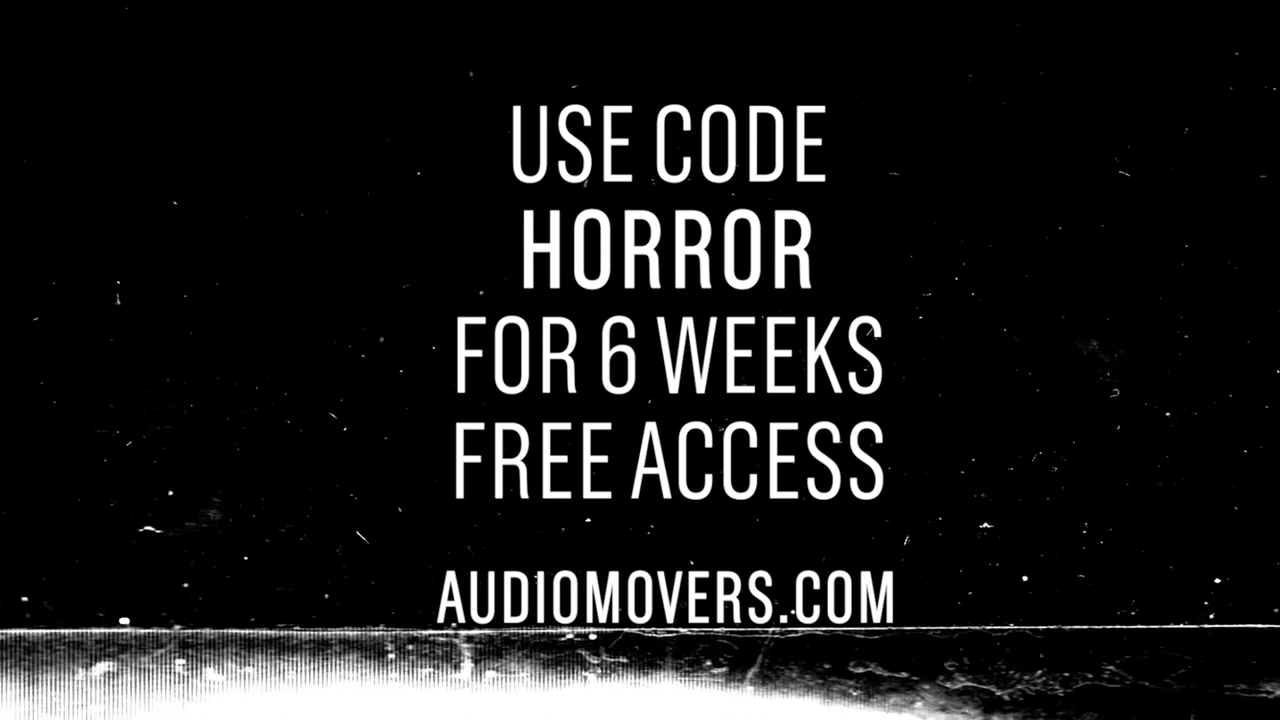 USE CODE
HORROR
FOR 6 WEEKS
FREE ACCESS
AUDIOMOVERS.COM